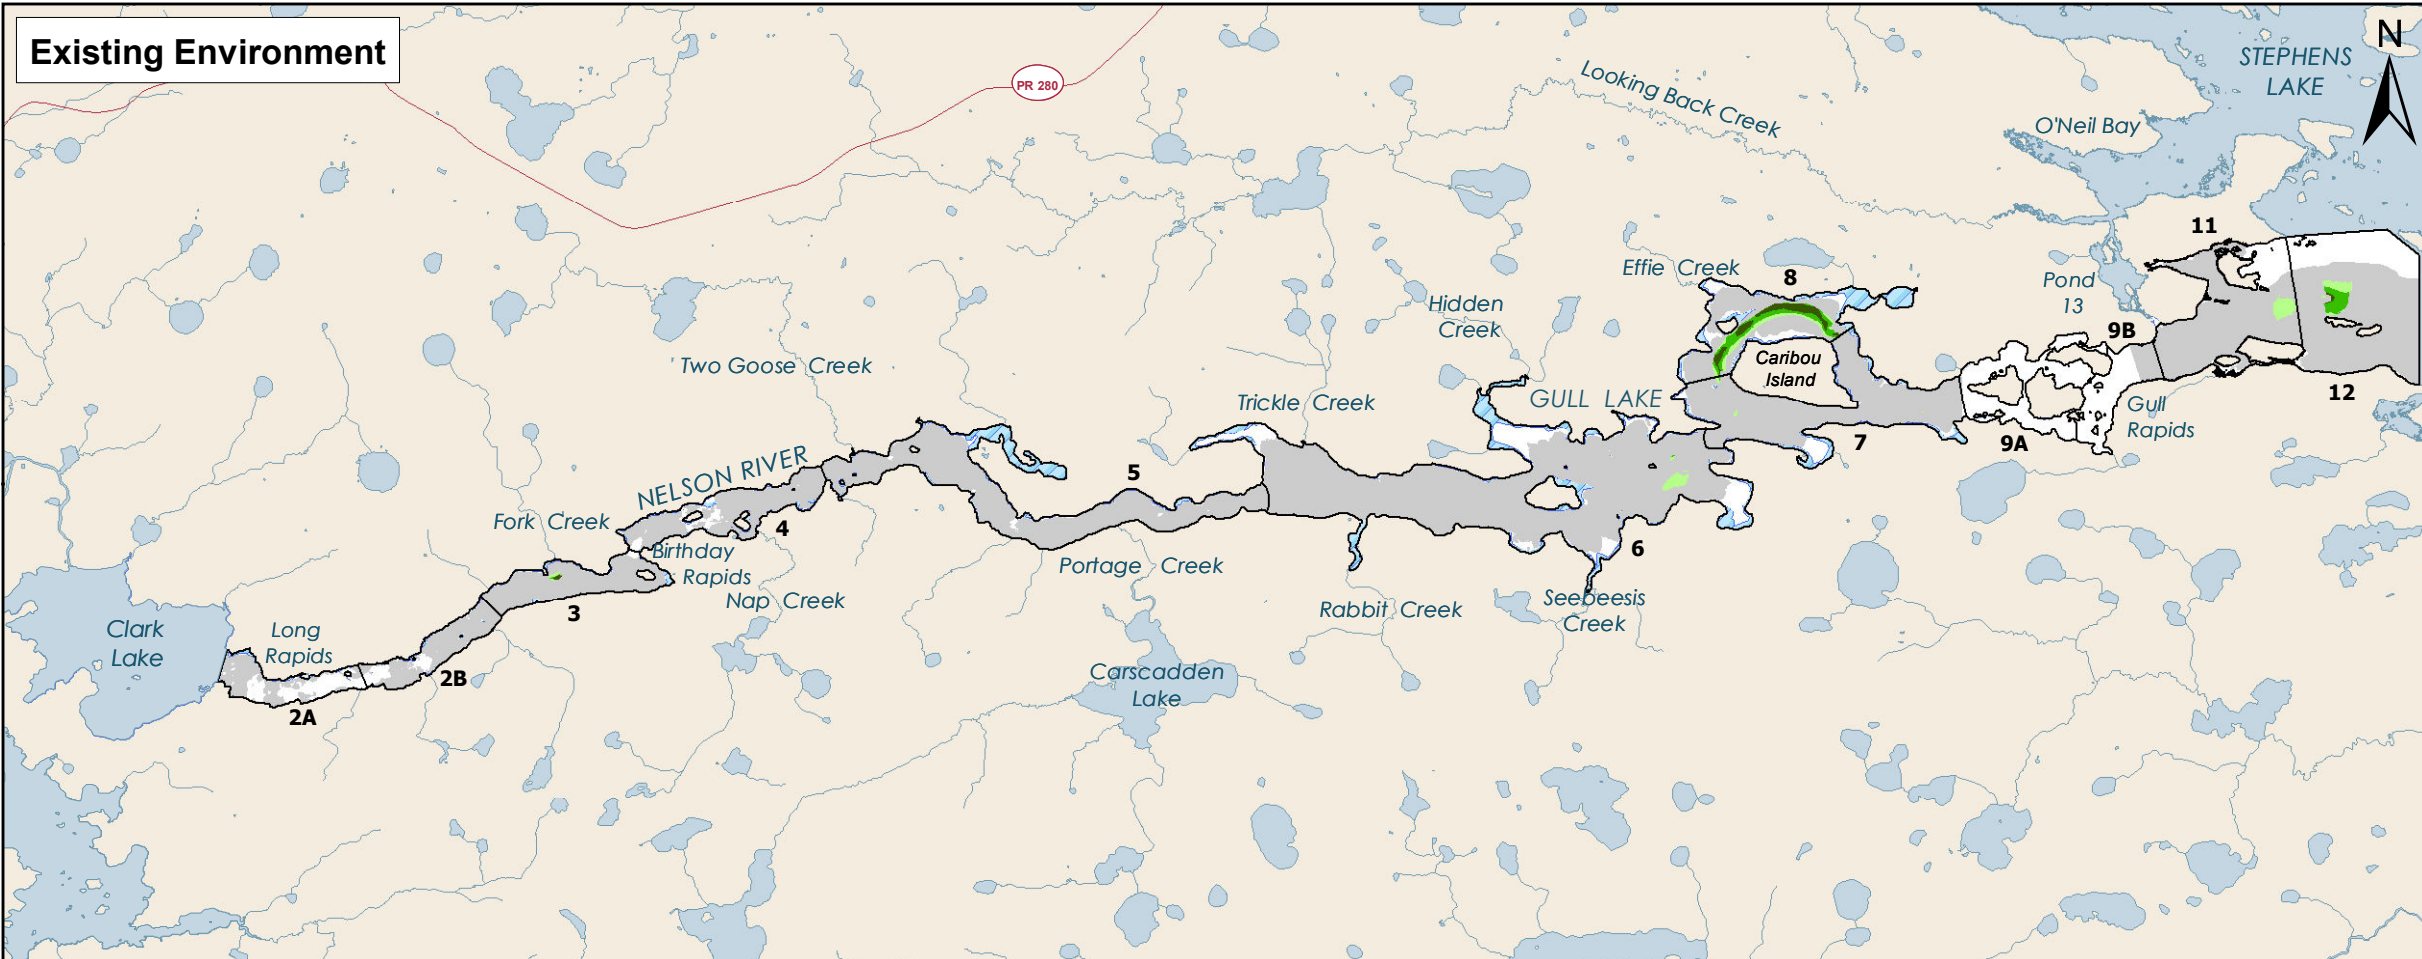 Existing Environment
N
STEPHENS
LAKE
PR 280
Looking Back Creek
O'Neil Bay
11
Effie Creek
8
Pond
13
Hidden
Creek
9B
Two Goose Creek
Caribou
Island
12
Trickle Creek
GULL LAKE
Gull
Rapids
7
9A
NELSON RIVER
5
Fork Creek
4
6
Birthday
Rapids
Portage Creek
Nap Creek
3
Rabbit Creek
Seebeesis
Creek
Clark
Lake
Long
Rapids
2B
2A
Carscadden
Lake